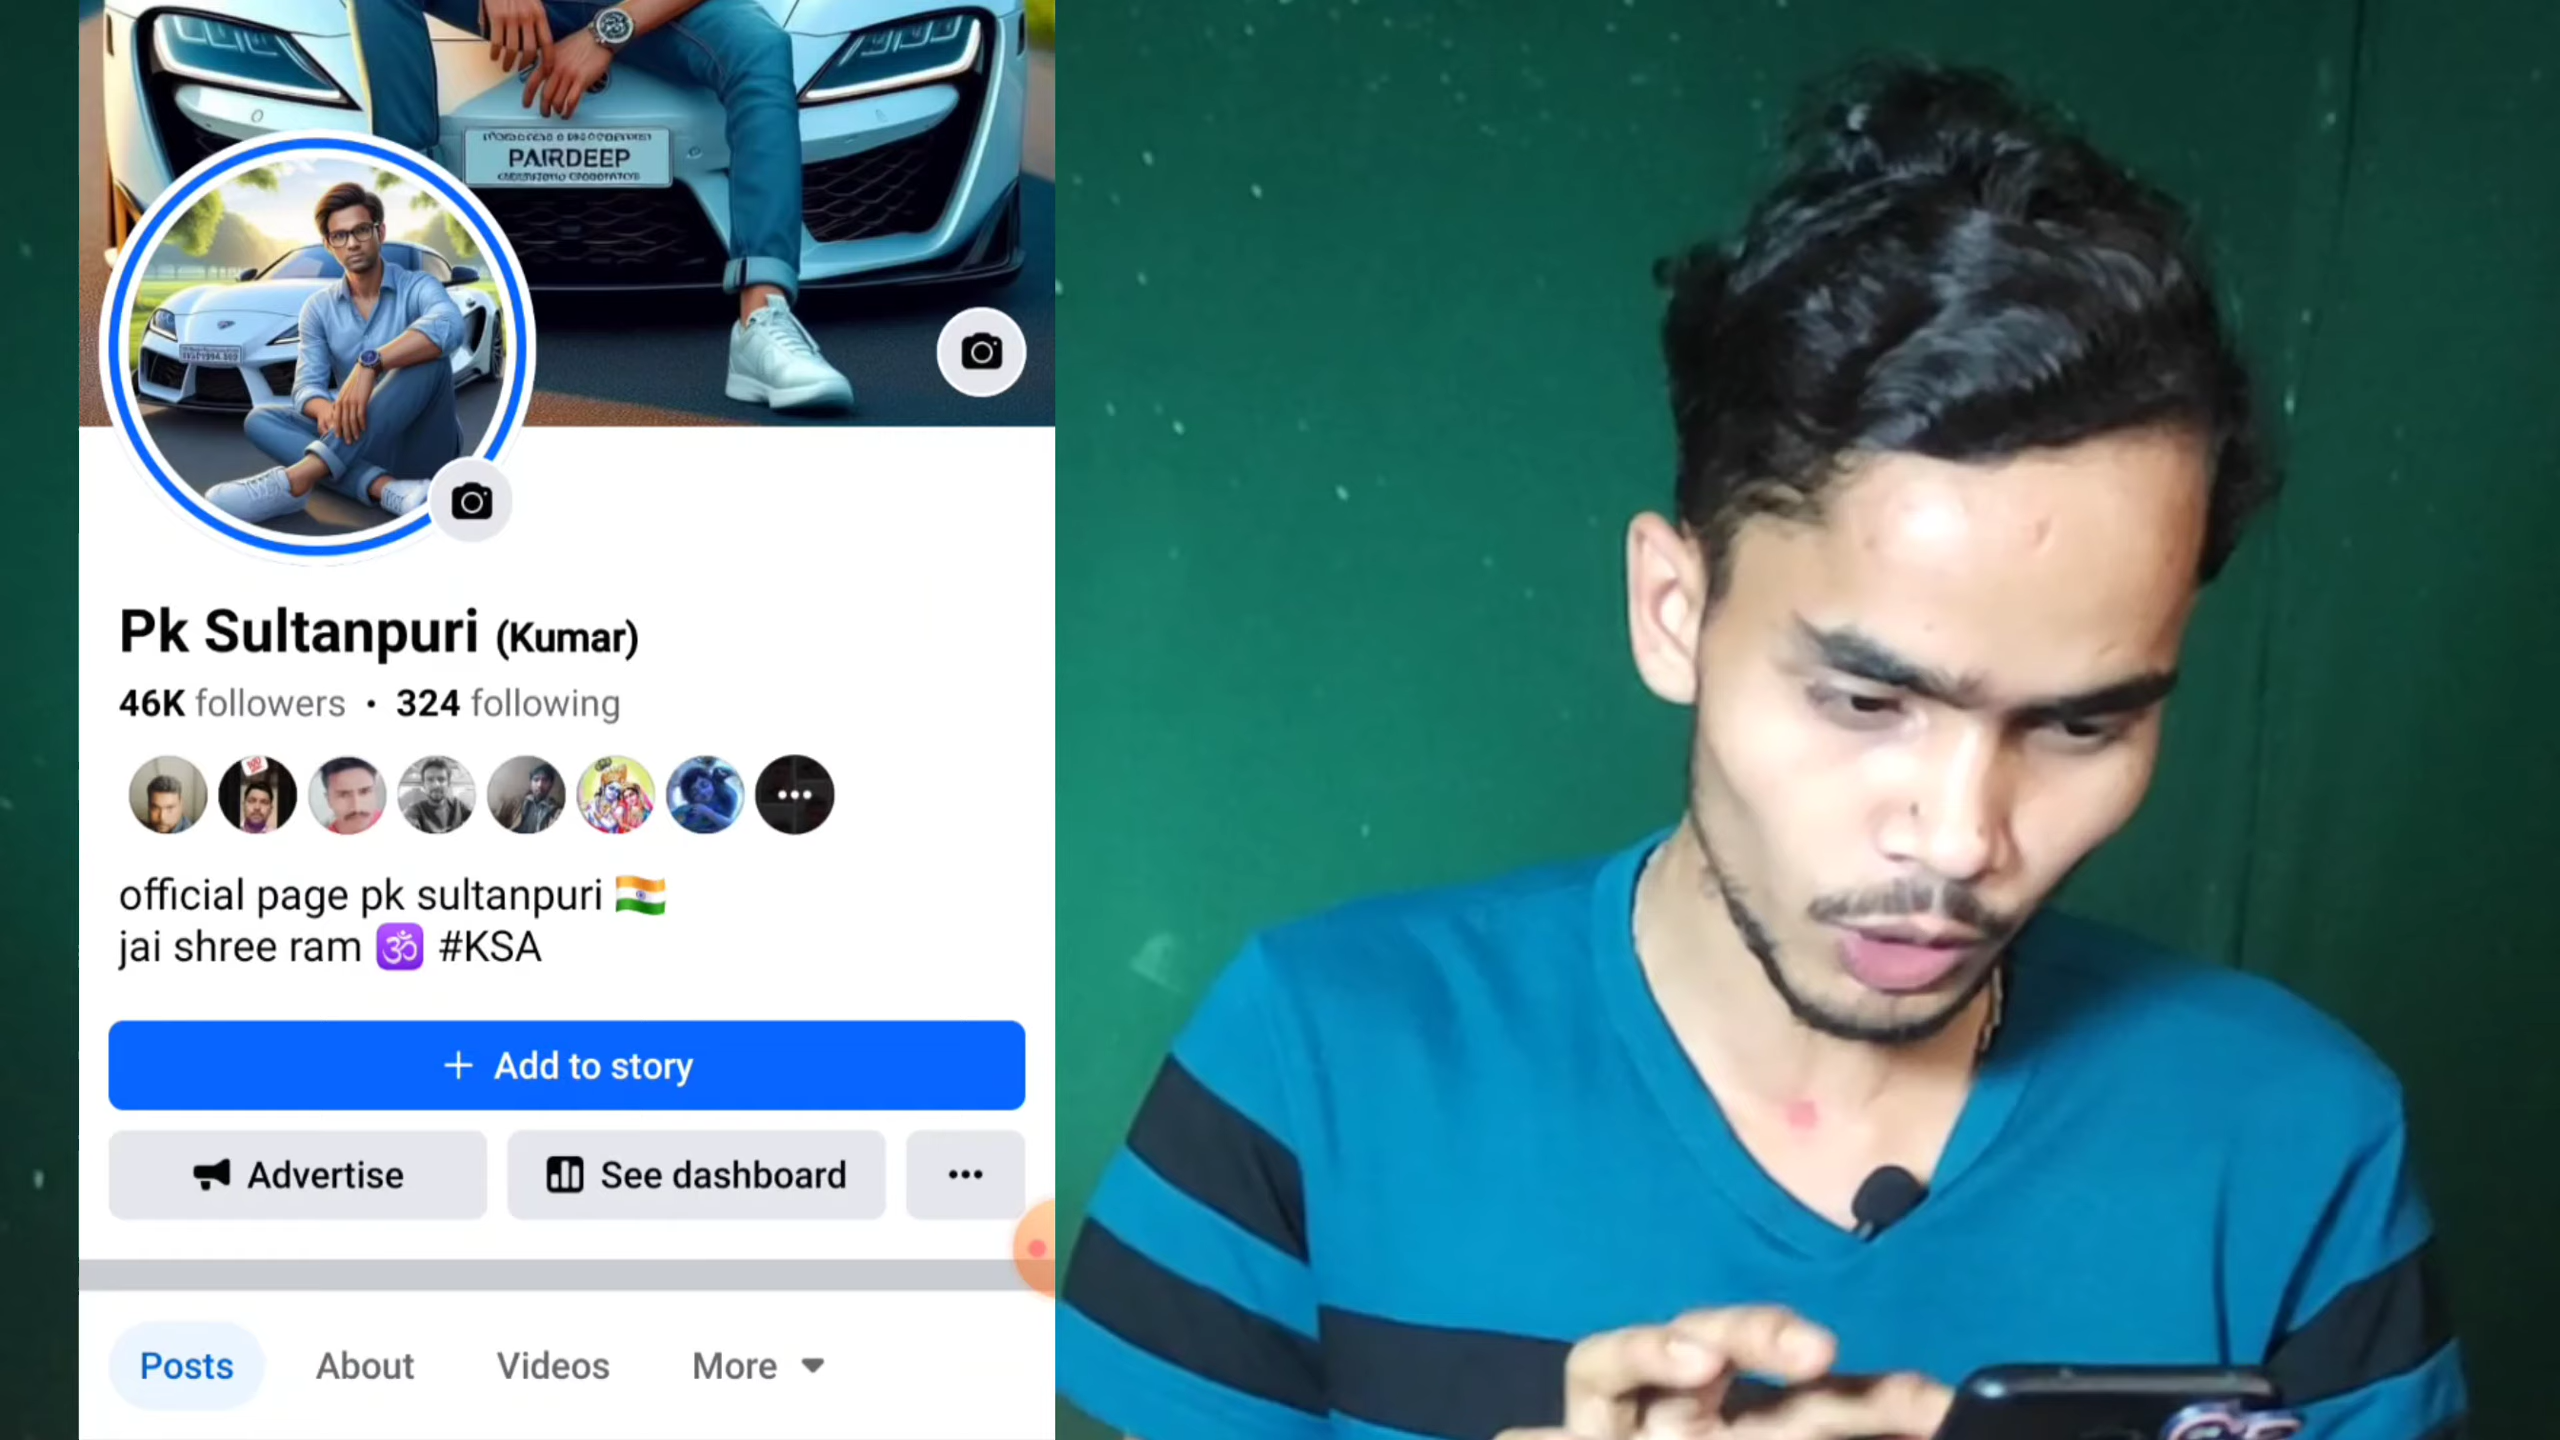 PAIRDEEP
Pk Sultanpuri (Kumar)
46K followers • 324 following
official page pk sultanpuri 🇮🇳
jai shree ram 🕉️ #KSA
+ Add to story
Advertise
See dashboard
Posts
About
Videos
More